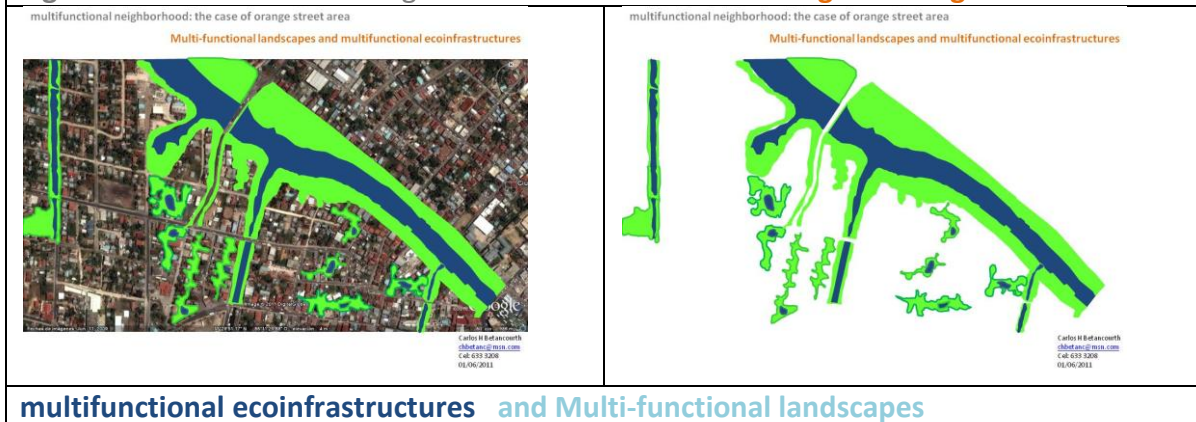 multifunctional neighborhood: the case of orange street area
Multi-functional landscapes and multifunctional ecoinfrastructures
Google
Carlos H Betancourth
chbetanc@msn.com
Cel: 633 3208
01/06/2011
multifunctional neighborhood: the case of orange street area
Multi-functional landscapes and multifunctional ecoinfrastructures
Carlos H Betancourth
chbetanc@msn.com
Cel: 633 3208
01/06/2011
multifunctional ecoinfrastructures and Multi-functional landscapes